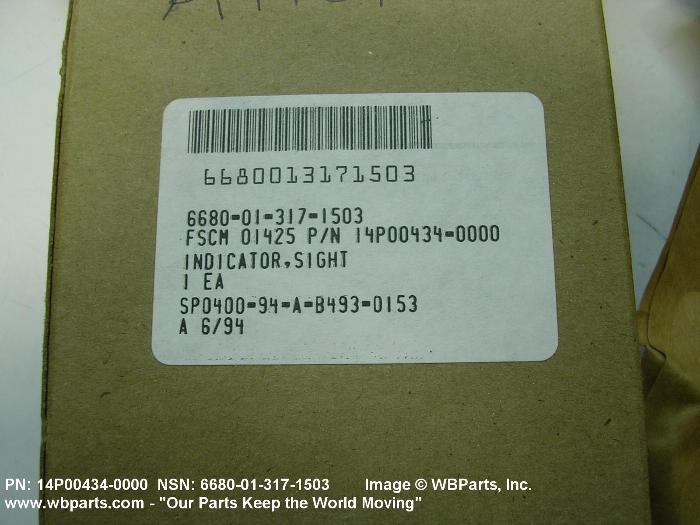 6680013171503
6680-01-317-1503
FSCM 01425 P/N 14P00434-0000
INDICATOR,SIGHT
1 EA
SP0400-94-A-B493-0153
A 6/94
PN: 14P00434-0000 NSN: 6680-01-317-1503 Image © WBParts, Inc.
www.wbparts.com - "Our Parts Keep the World Moving"